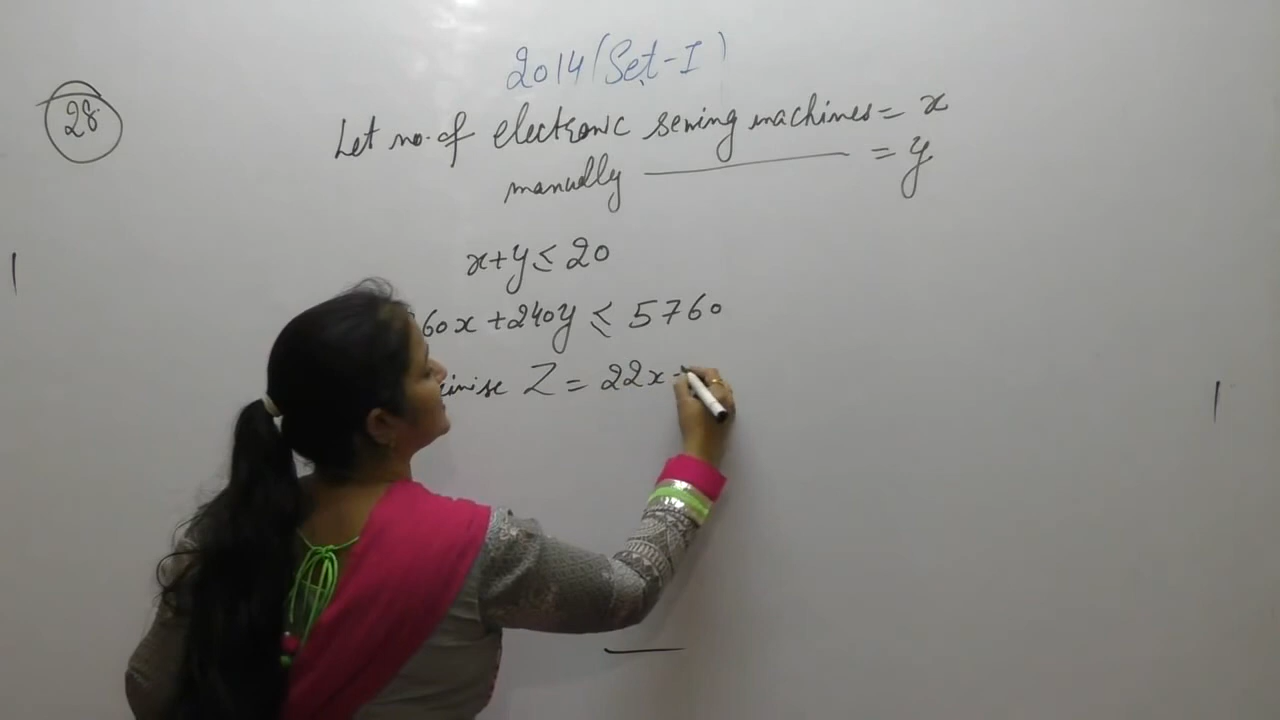 2014 (Set-I)
28
Let no. of electronic sewing machines = x
manually = y
x+y ≤ 20
60x + 240y ≤ 5760
Z = 22x